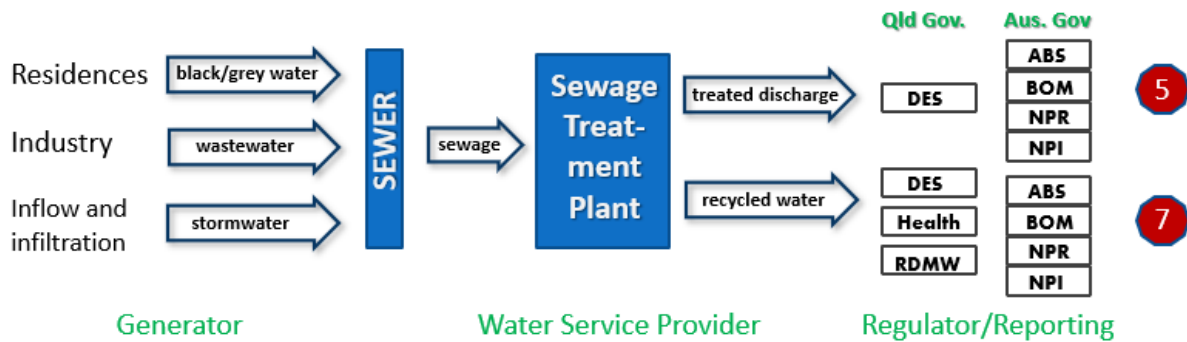 Qld Gov.
Aus. Gov
Residences
black/grey water
Industry
wastewater
Inflow and
infiltration
stormwater
SEWER
sewage
Sewage
Treat-
ment
Plant
treated discharge
DES
ABS
BOM
NPR
NPI
5
recycled water
DES
Health
RDMW
ABS
BOM
NPR
NPI
7
Generator
Water Service Provider
Regulator/Reporting